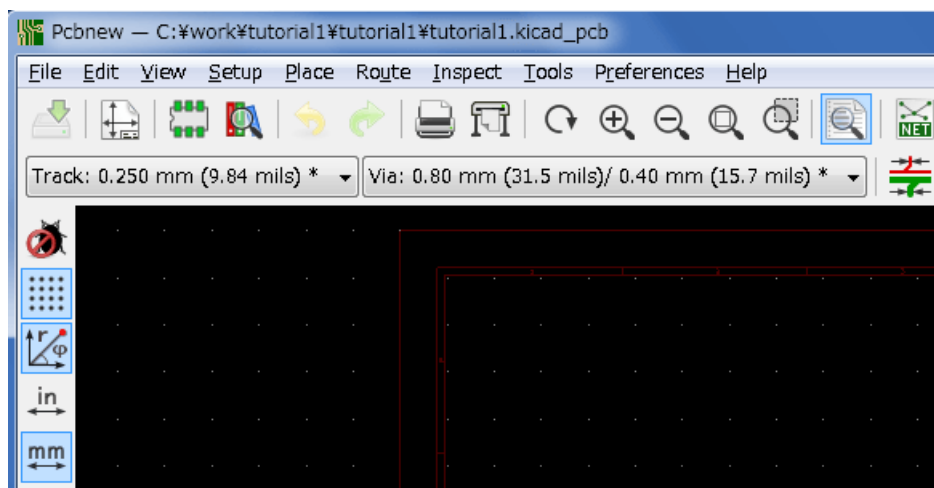 Pcbnew — C:¥work¥tutorial1¥tutorial1¥tutorial1.kicad_pcb
File Edit View Setup Place Route Inspect Tools Preferences Help
NET
Track: 0.250 mm (9.84 mils) * Via: 0.80 mm (31.5 mils)/ 0.40 mm (15.7 mils) *
r φ
in
mm